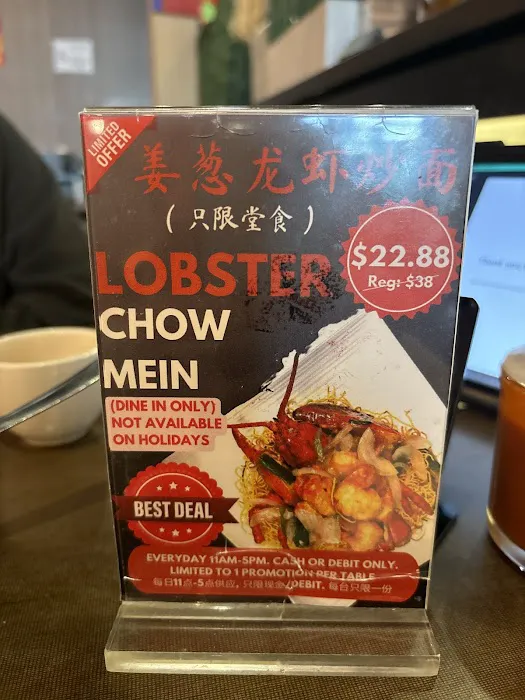 LIMITED
OFFER
姜葱龙虾炒面
(只限堂食)
$22.88
Reg: $38
LOBSTER
CHOW
MEIN
(DINE IN ONLY)
NOT AVAILABLE
ON HOLIDAYS
BEST DEAL
EVERYDAY 11AM-5PM. CASH OR DEBIT ONLY.
LIMITED TO 1 PROMOTION PER TABLE
每日11点-5点供应, 只限现金/DEBIT, 每台只限一份